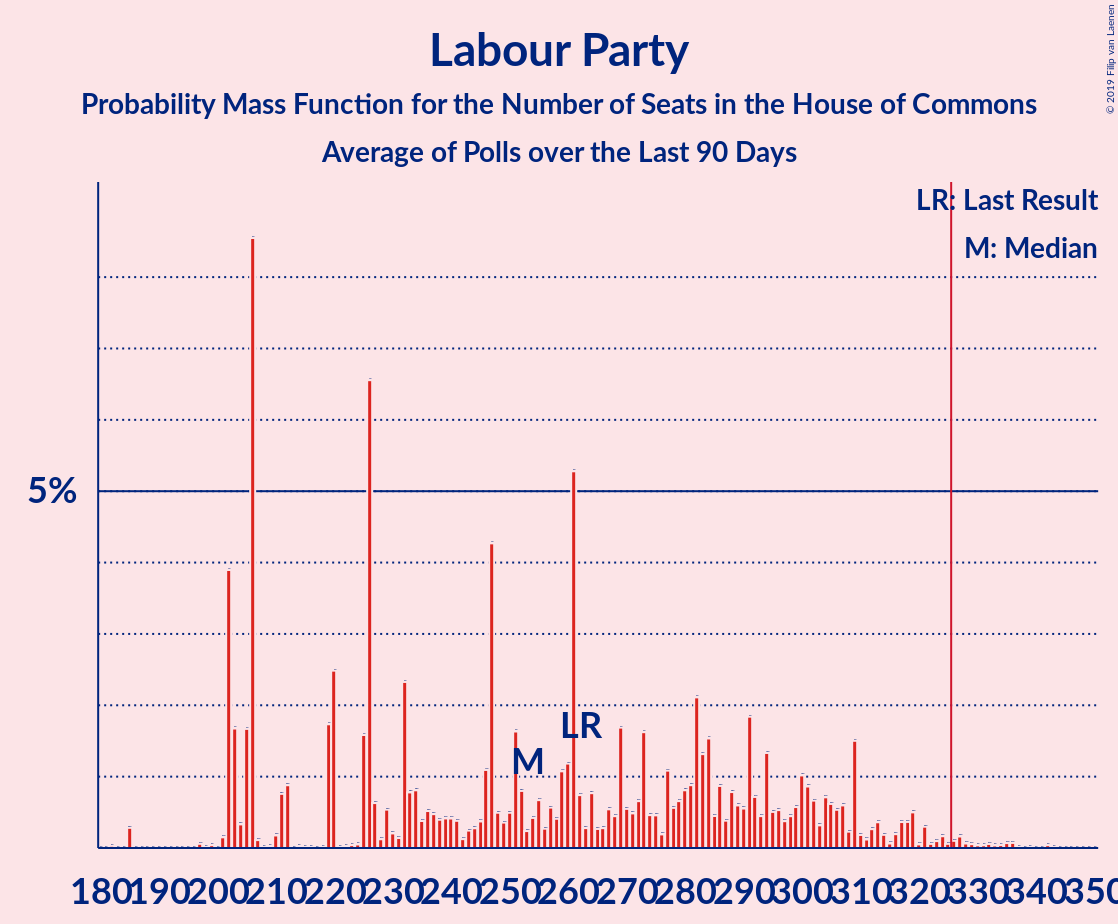 Labour Party
Probability Mass Function for the Number of Seats in the House of Commons
Average of Polls over the Last 90 Days
© 2019 Filip van Laenen
LR: Last Result
M: Median
5%
LR
M
180 190 200 210 220 230 240 250 260 270 280 290 300 310 320 330 340 350